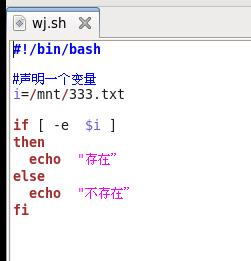 wj.sh
#!/bin/bash
#声明一个变量
i=/mnt/333.txt
if [ -e  $i ]
then
  echo  "存在”
else
  echo  "不存在”
fi